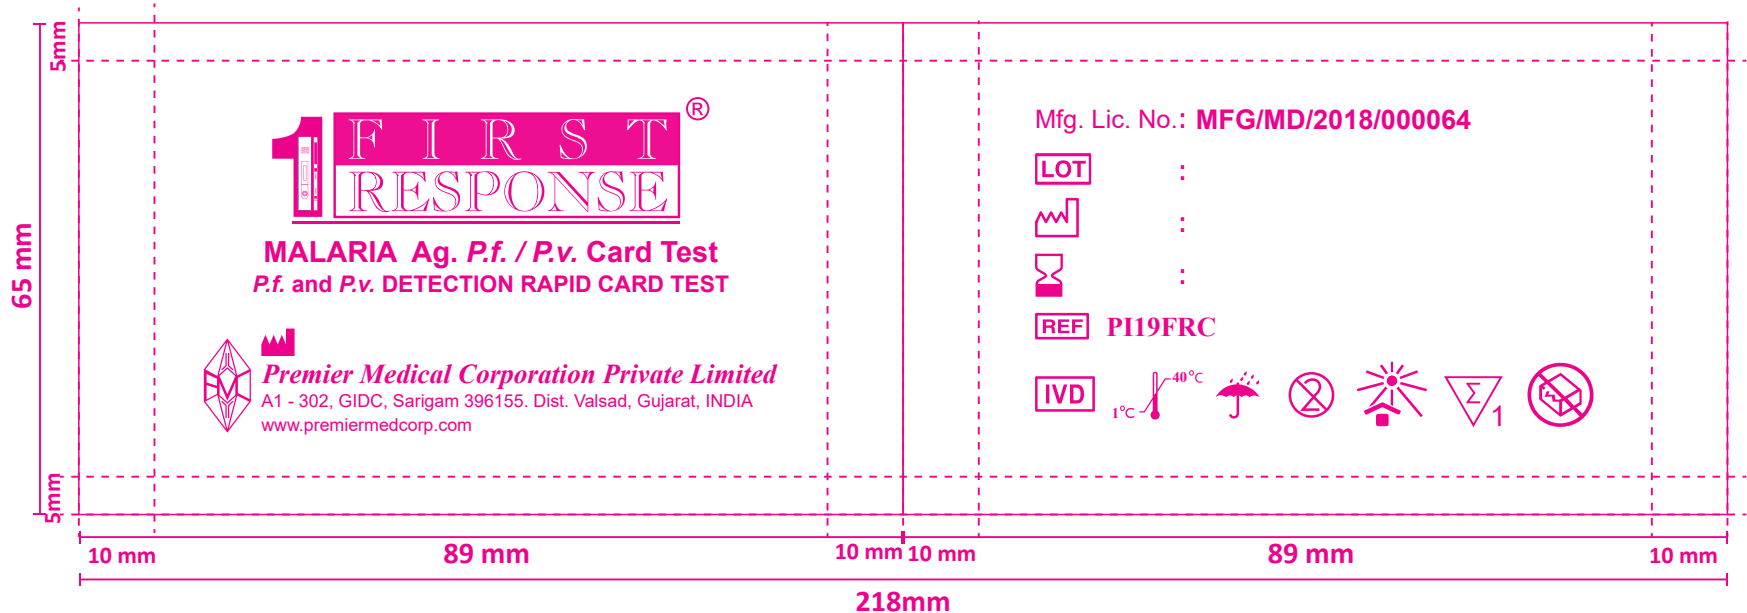 5mm
65 mm
5mm
1 FIRST ®
RESPONSE
MALARIA Ag. P.f. / P.v. Card Test
P.f. and P.v. DETECTION RAPID CARD TEST
Premier Medical Corporation Private Limited
A1 - 302, GIDC, Sarigam 396155. Dist. Valsad, Gujarat, INDIA
www.premiermedcorp.com
Mfg. Lic. No.: MFG/MD/2018/000064
LOT :
:
:
REF PI19FRC
IVD 1°C 40°C 2 Σ 1
10 mm 89 mm 10 mm 10 mm 89 mm 10 mm
218mm